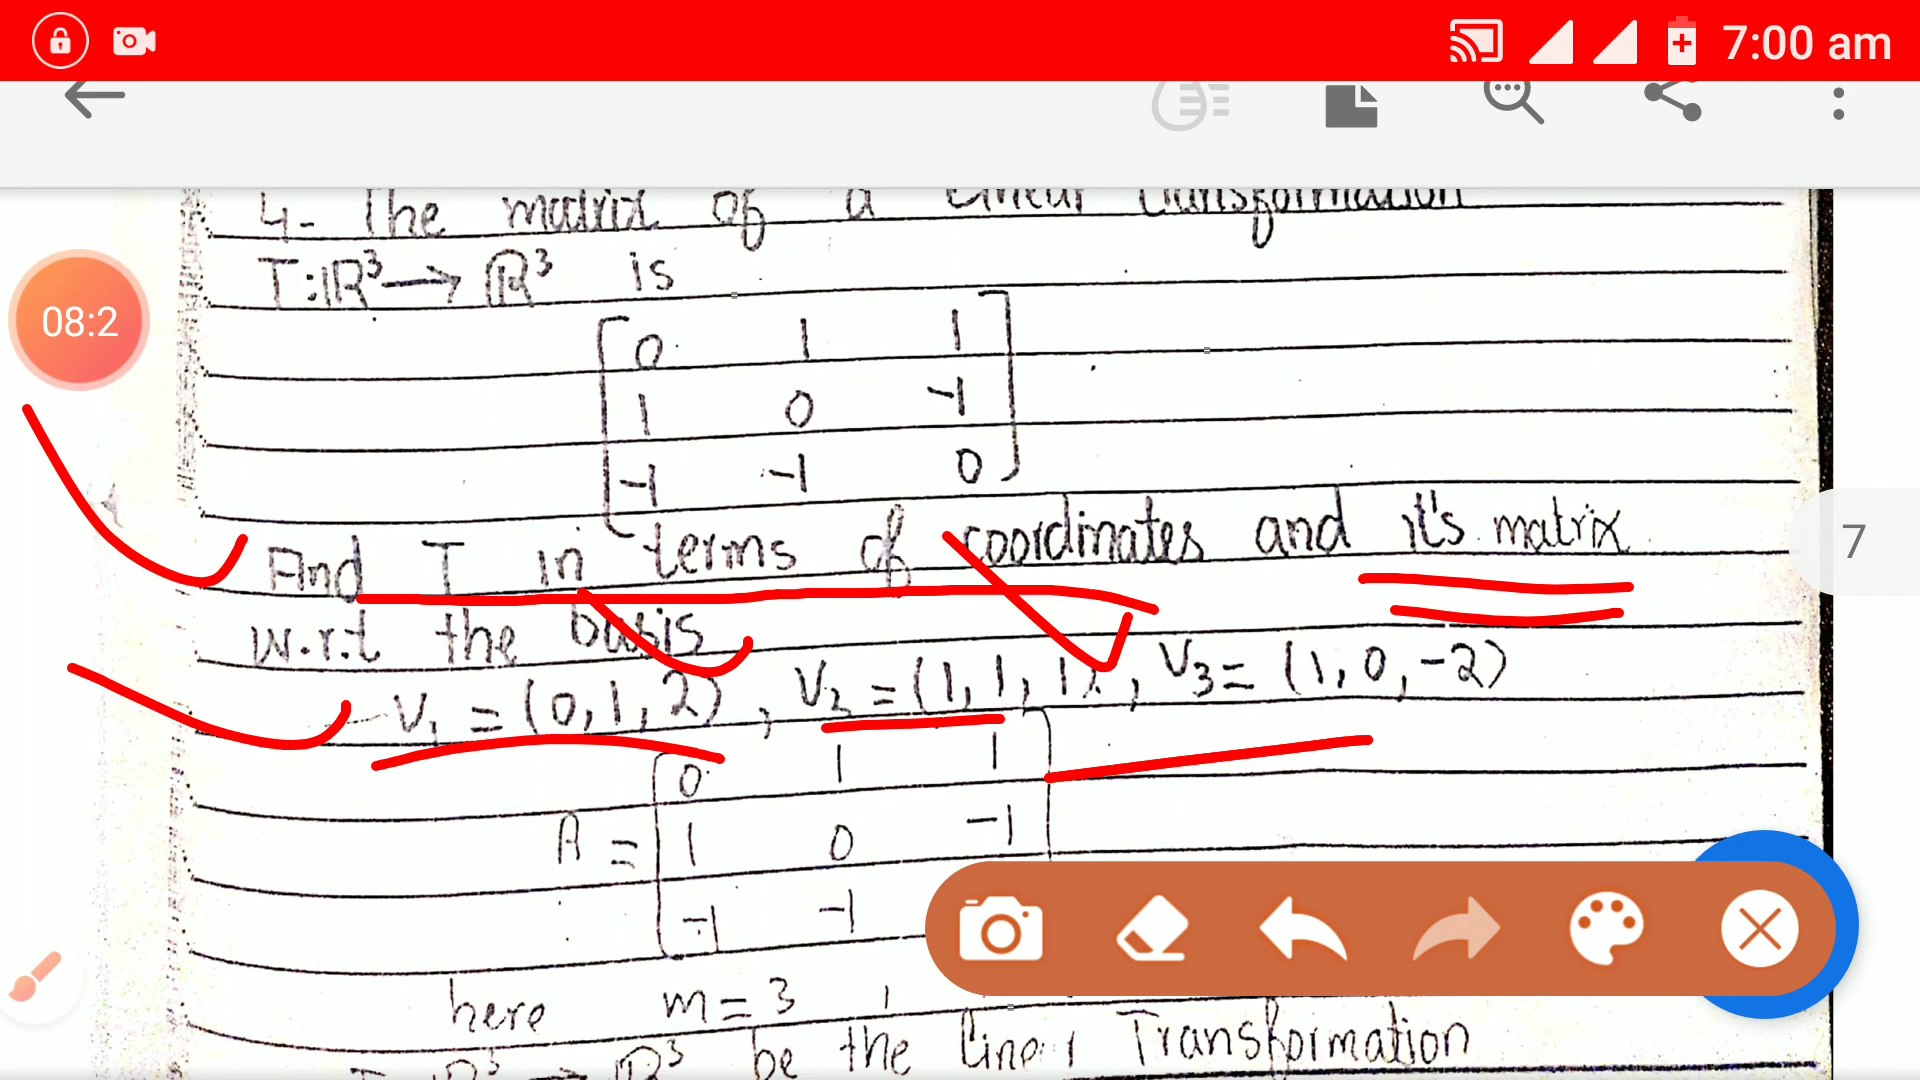 7:00 am
4- The matrix of a Linear transformation
T:ℝ³→ ℝ³ is
08:2
0 1 1
1 0 -1
-1 -1 0
Find T in terms of coordinates and it's matrix
7
w.r.t the basis
V₁ = (0,1,2), V₂ = (1,1,1), V₃= (1,0,-2)
0 1 1
A = 1 0 -1
-1 -1
here m=3
ℝ³ → ℝ³ be the linear Transformation